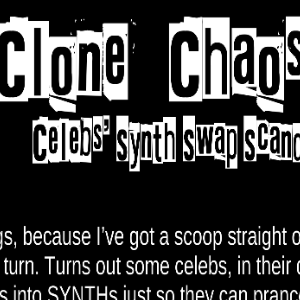 Clone Chaos
Celebs' Synth Swap Scand
gs, because I've got a scoop straight o
turn. Turns out some celebs, in their
s into SYNTHs just so they can pranc